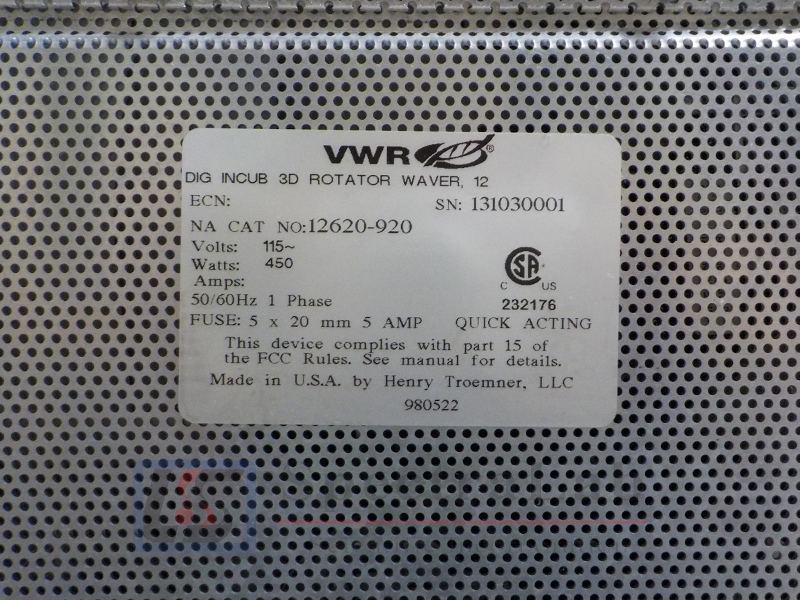 VWR®
DIG INCUB 3D ROTATOR WAVER, 12
ECN: SN: 131030001
NA CAT NO:12620-920
Volts: 115~
Watts: 450
Amps:
C SA US
50/60Hz 1 Phase 232176
FUSE: 5 x 20 mm 5 AMP QUICK ACTING
This device complies with part 15 of
the FCC Rules. See manual for details.
Made in U.S.A. by Henry Troemner, LLC
980522